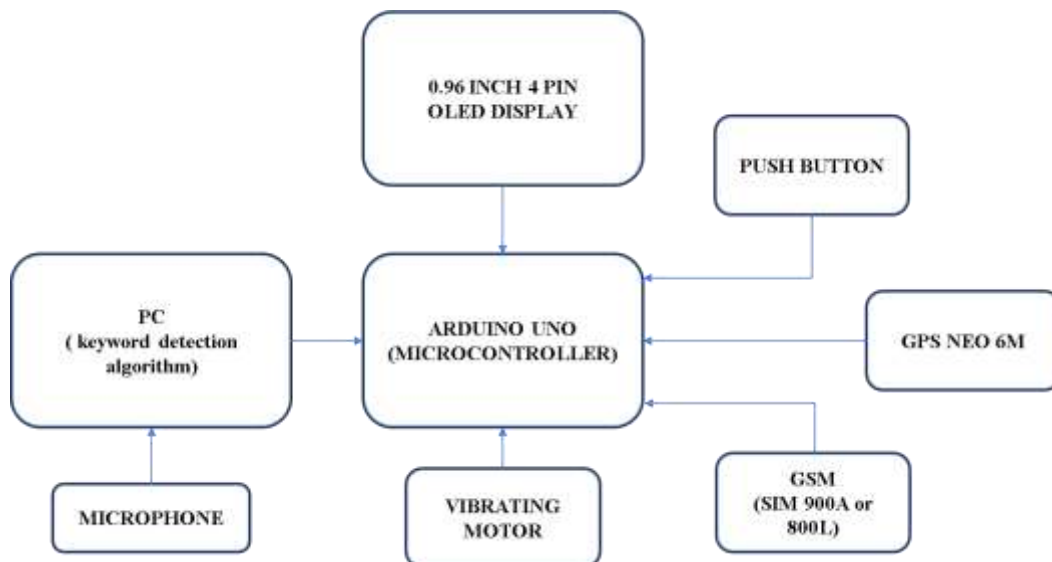 0.96 INCH 4 PIN
OLED DISPLAY
PUSH BUTTON
PC
( keyword detection
algorithm)
ARDUINO UNO
(MICROCONTROLLER)
GPS NEO 6M
MICROPHONE
VIBRATING
MOTOR
GSM
(SIM 900A or
800L)